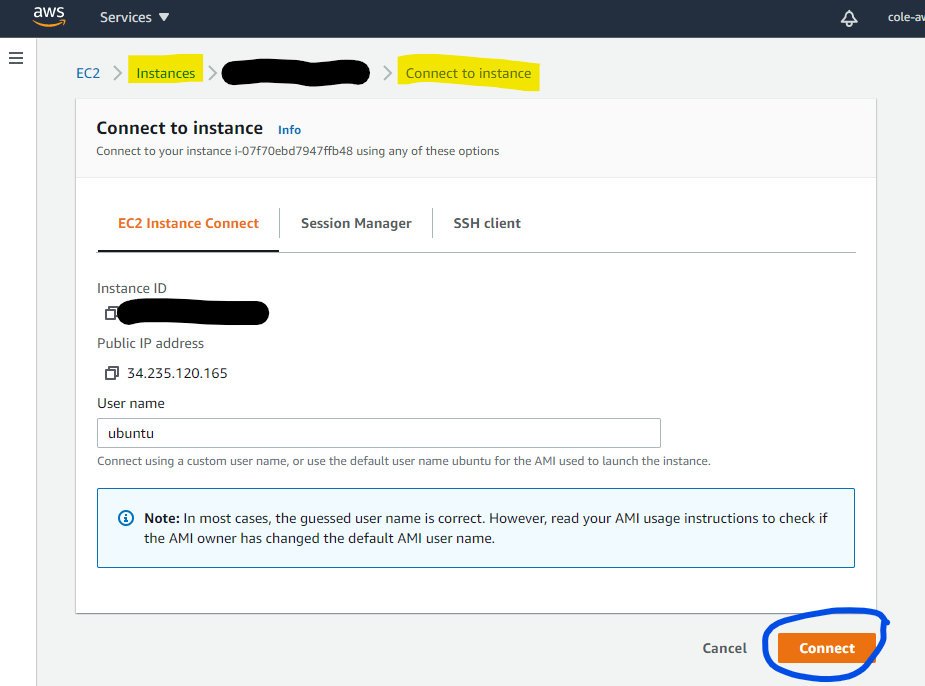 aws
Services
cole-aw
EC2
Instances
Connect to instance
Connect to instance Info
Connect to your instance i-07f70ebd7947ffb48 using any of these options
EC2 Instance Connect
Session Manager
SSH client
Instance ID
Public IP address
34.235.120.165
User name
ubuntu
Connect using a custom user name, or use the default user name ubuntu for the AMI used to launch the instance.
Note: In most cases, the guessed user name is correct. However, read your AMI usage instructions to check if
the AMI owner has changed the default AMI user name.
Cancel
Connect